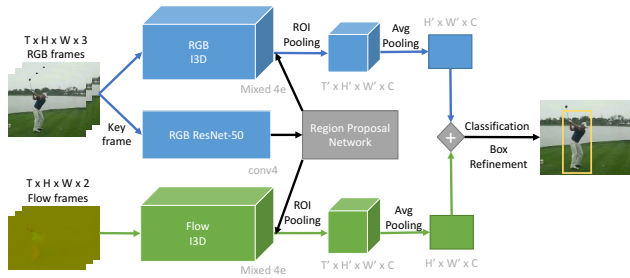 T x H x W x 3
RGB frames
RGB
I3D
Mixed 4e
ROI
Pooling
T' x H' x W' x C
Avg
Pooling
H' x W' x C
Key
frame
RGB ResNet-50
conv4
Region Proposal
Network
+
Classification
Box
Refinement
T x H x W x 2
Flow frames
Flow
I3D
Mixed 4e
ROI
Pooling
T' x H' x W' x C
Avg
Pooling
H' x W' x C